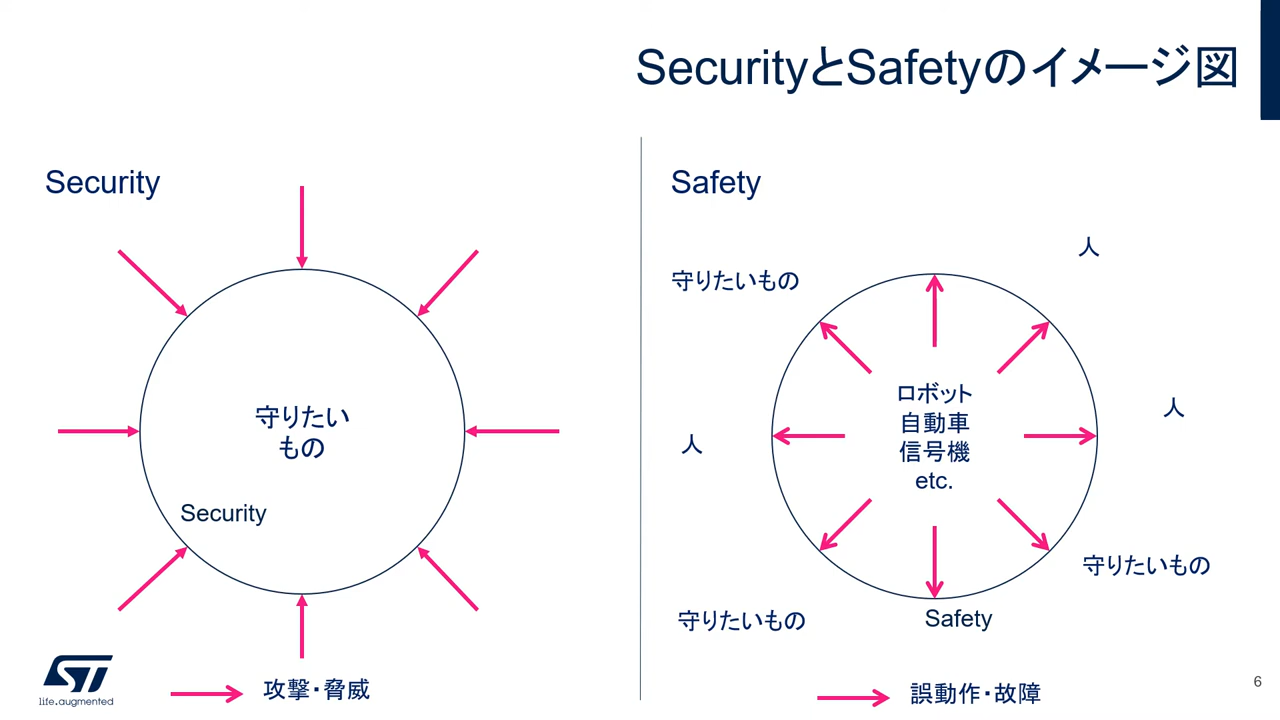 SecurityとSafetyのイメージ図
Security
守りたい
もの
Security
攻撃・脅威
Safety
人
守りたいもの
ロボット
自動車
信号機
etc.
人
人
守りたいもの
守りたいもの
Safety
誤動作・故障
ST
life.augmented
6